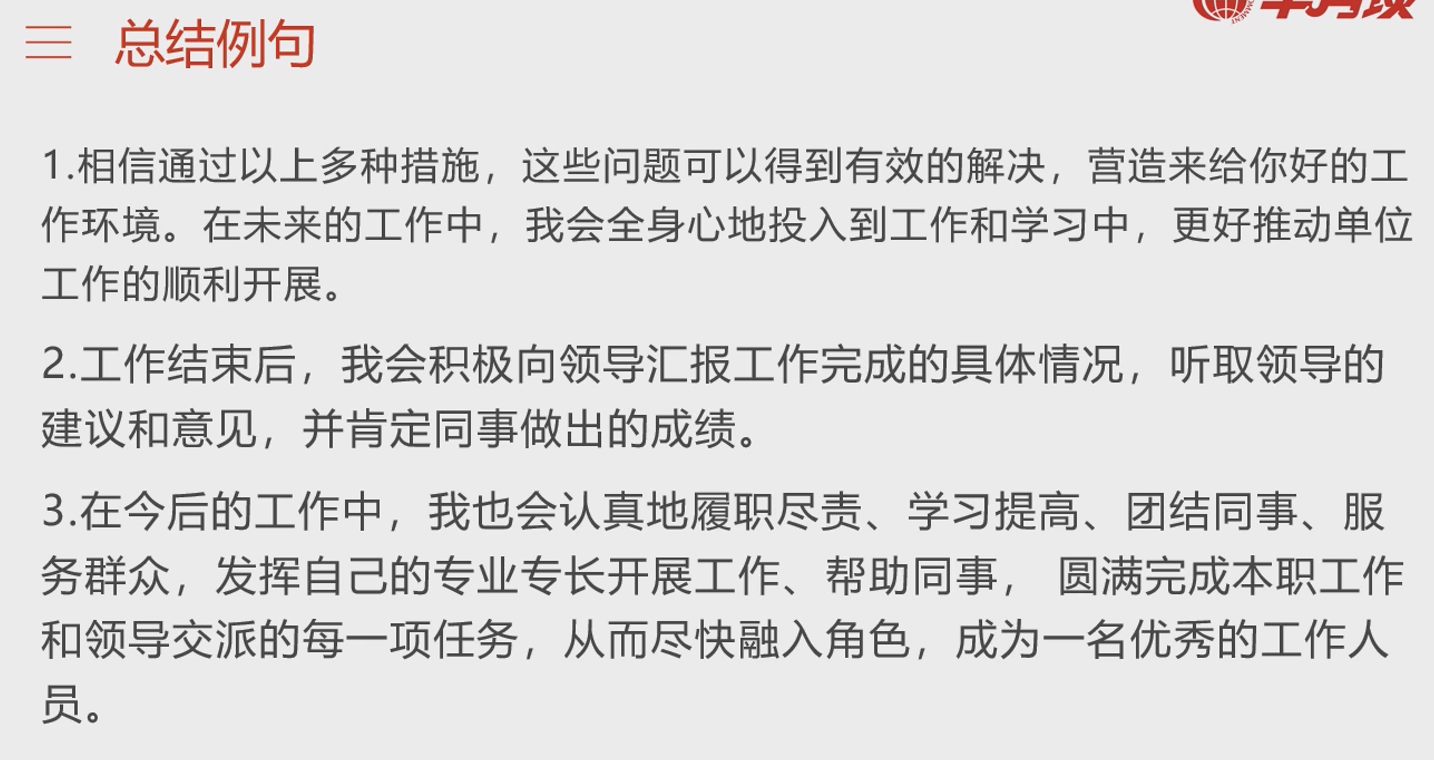 总结例句
1.相信通过以上多种措施，这些问题可以得到有效的解决，营造来给你好的工
作环境。在未来的工作中，我会全身心地投入到工作和学习中，更好推动单位
工作的顺利开展。
2.工作结束后，我会积极向领导汇报工作完成的具体情况，听取领导的
建议和意见，并肯定同事做出的成绩。
3.在今后的工作中，我也会认真地履职尽责、学习提高、团结同事、服
务群众，发挥自己的专业专长开展工作、帮助同事， 圆满完成本职工作
和领导交派的每一项任务，从而尽快融入角色，成为一名优秀的工作人
员。